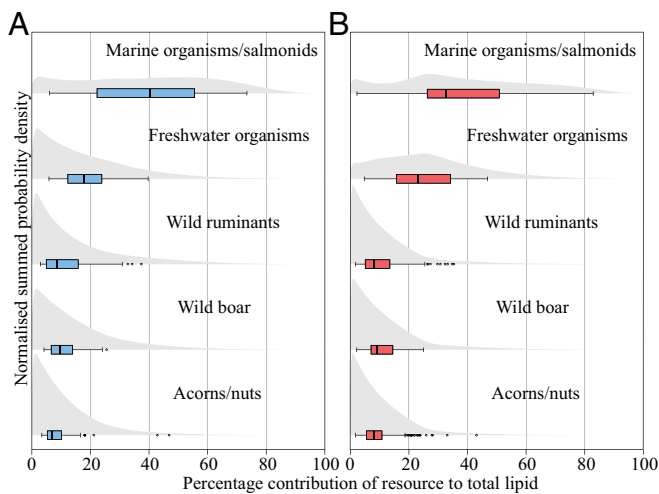 A
B
Marine organisms/salmonids
Marine organisms/salmonids
Freshwater organisms
Freshwater organisms
Wild ruminants
Wild ruminants
Wild boar
Wild boar
Acorns/nuts
Acorns/nuts
Normalised summed probability density
0 20 40 60 80 100
0 20 40 60 80 100
Percentage contribution of resource to total lipid